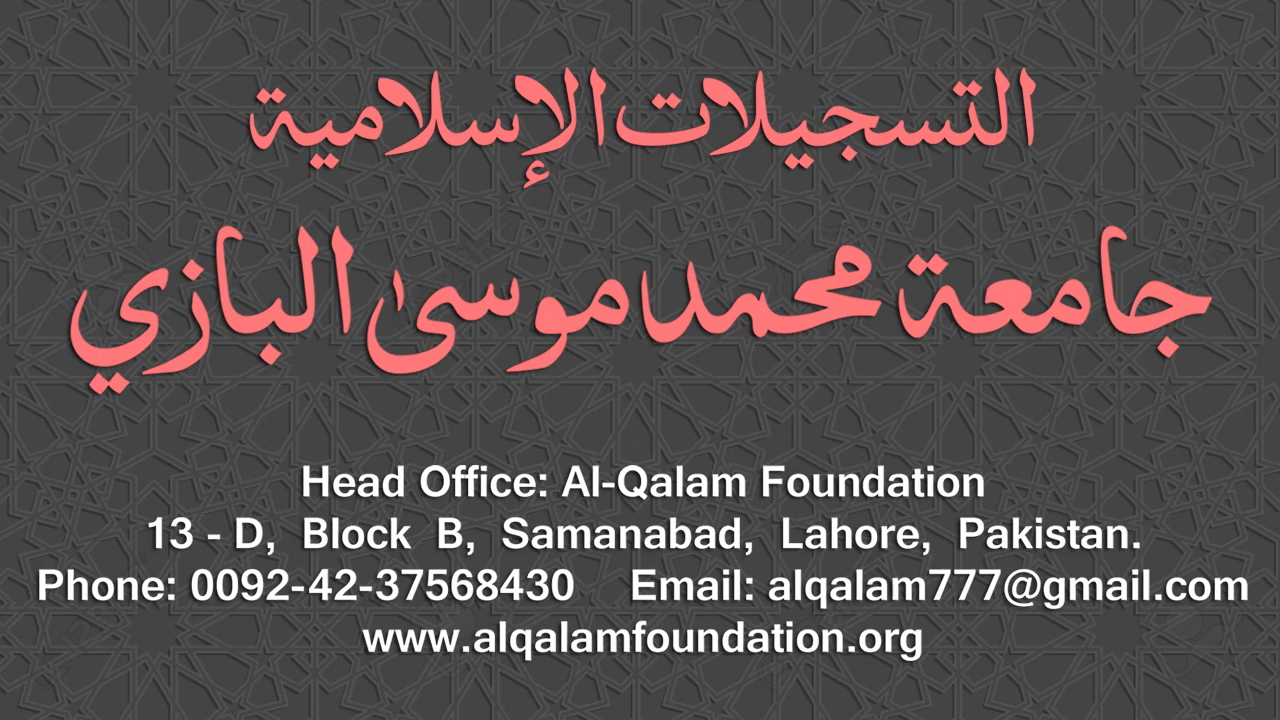 التسجيلات الإسلامية
جامعة محمد موسىٰ البازي
Head Office: Al-Qalam Foundation
13 - D, Block B, Samanabad, Lahore, Pakistan.
Phone: 0092-42-37568430 Email: alqalam777@gmail.com
www.alqalamfoundation.org